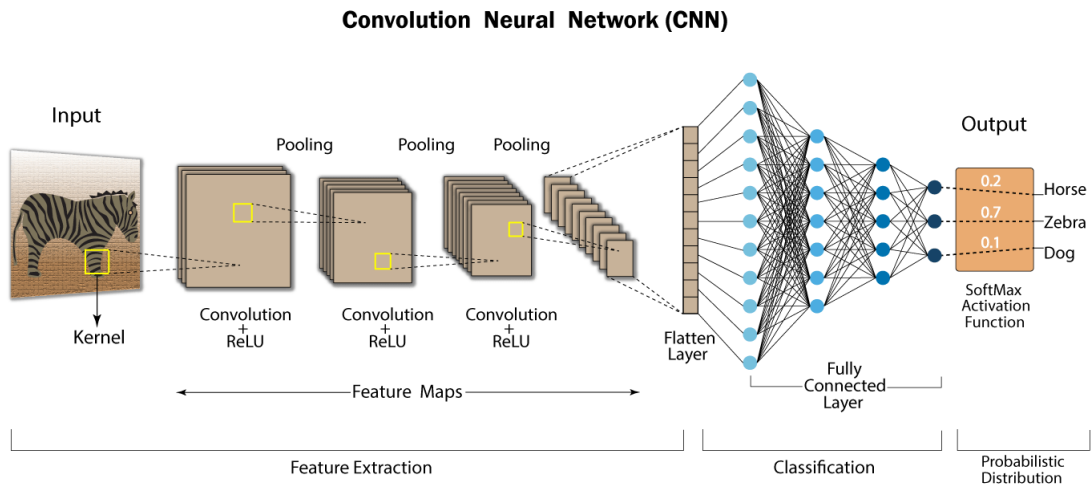 Convolution Neural Network (CNN)
Input
Kernel
Pooling
Pooling
Pooling
Convolution
+
ReLU
Convolution
+
ReLU
Convolution
+
ReLU
Feature Maps
Flatten
Layer
Fully
Connected
Layer
Output
0.2
Horse
0.7
Zebra
0.1
Dog
SoftMax
Activation
Function
Feature Extraction
Classification
Probabilistic
Distribution